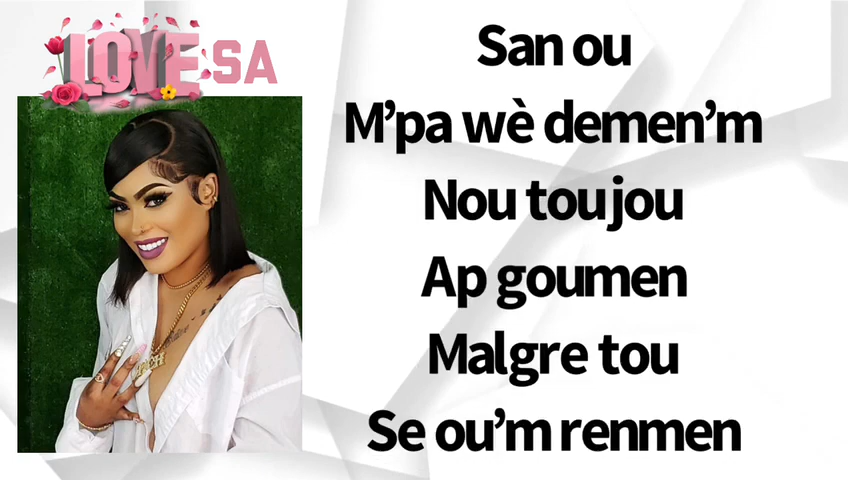 LOVE SA
San ou
M’pa wè demen’m
Nou toujou
Ap goumen
Malgre tou
Se ou’m renmen